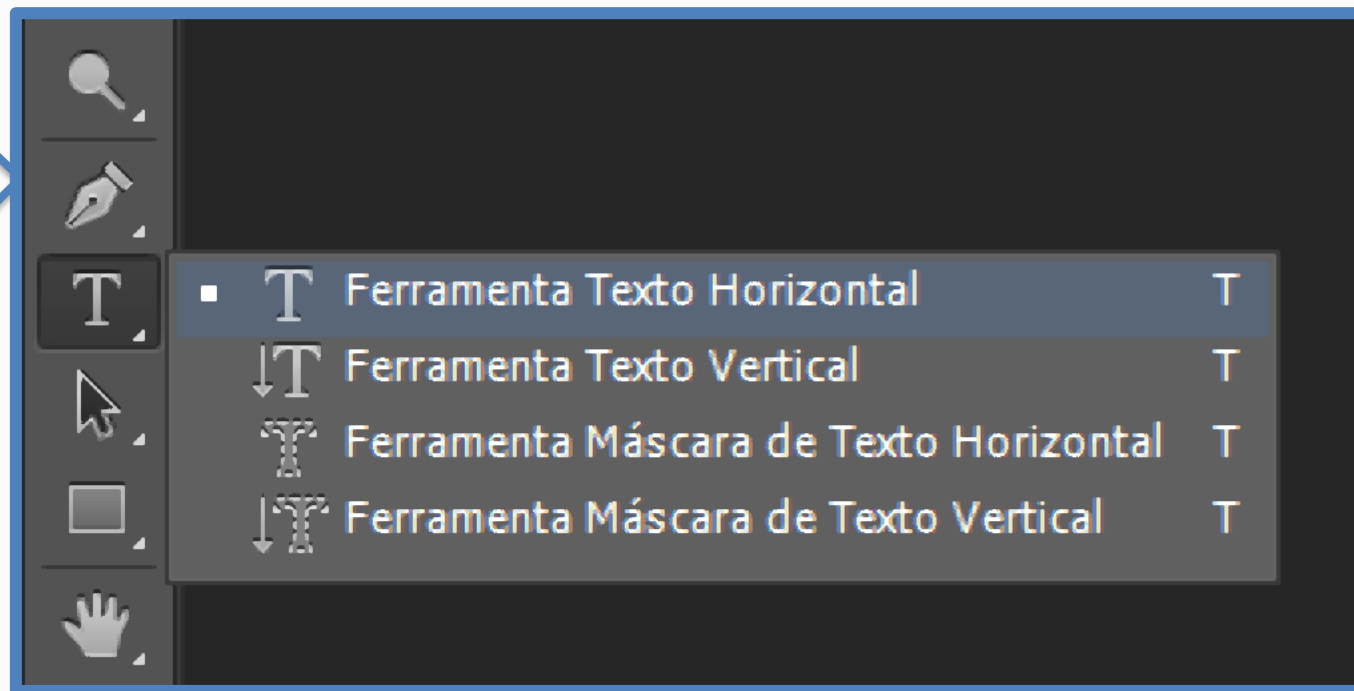 Ferramenta Texto Horizontal T
Ferramenta Texto Vertical T
Ferramenta Máscara de Texto Horizontal T
Ferramenta Máscara de Texto Vertical T